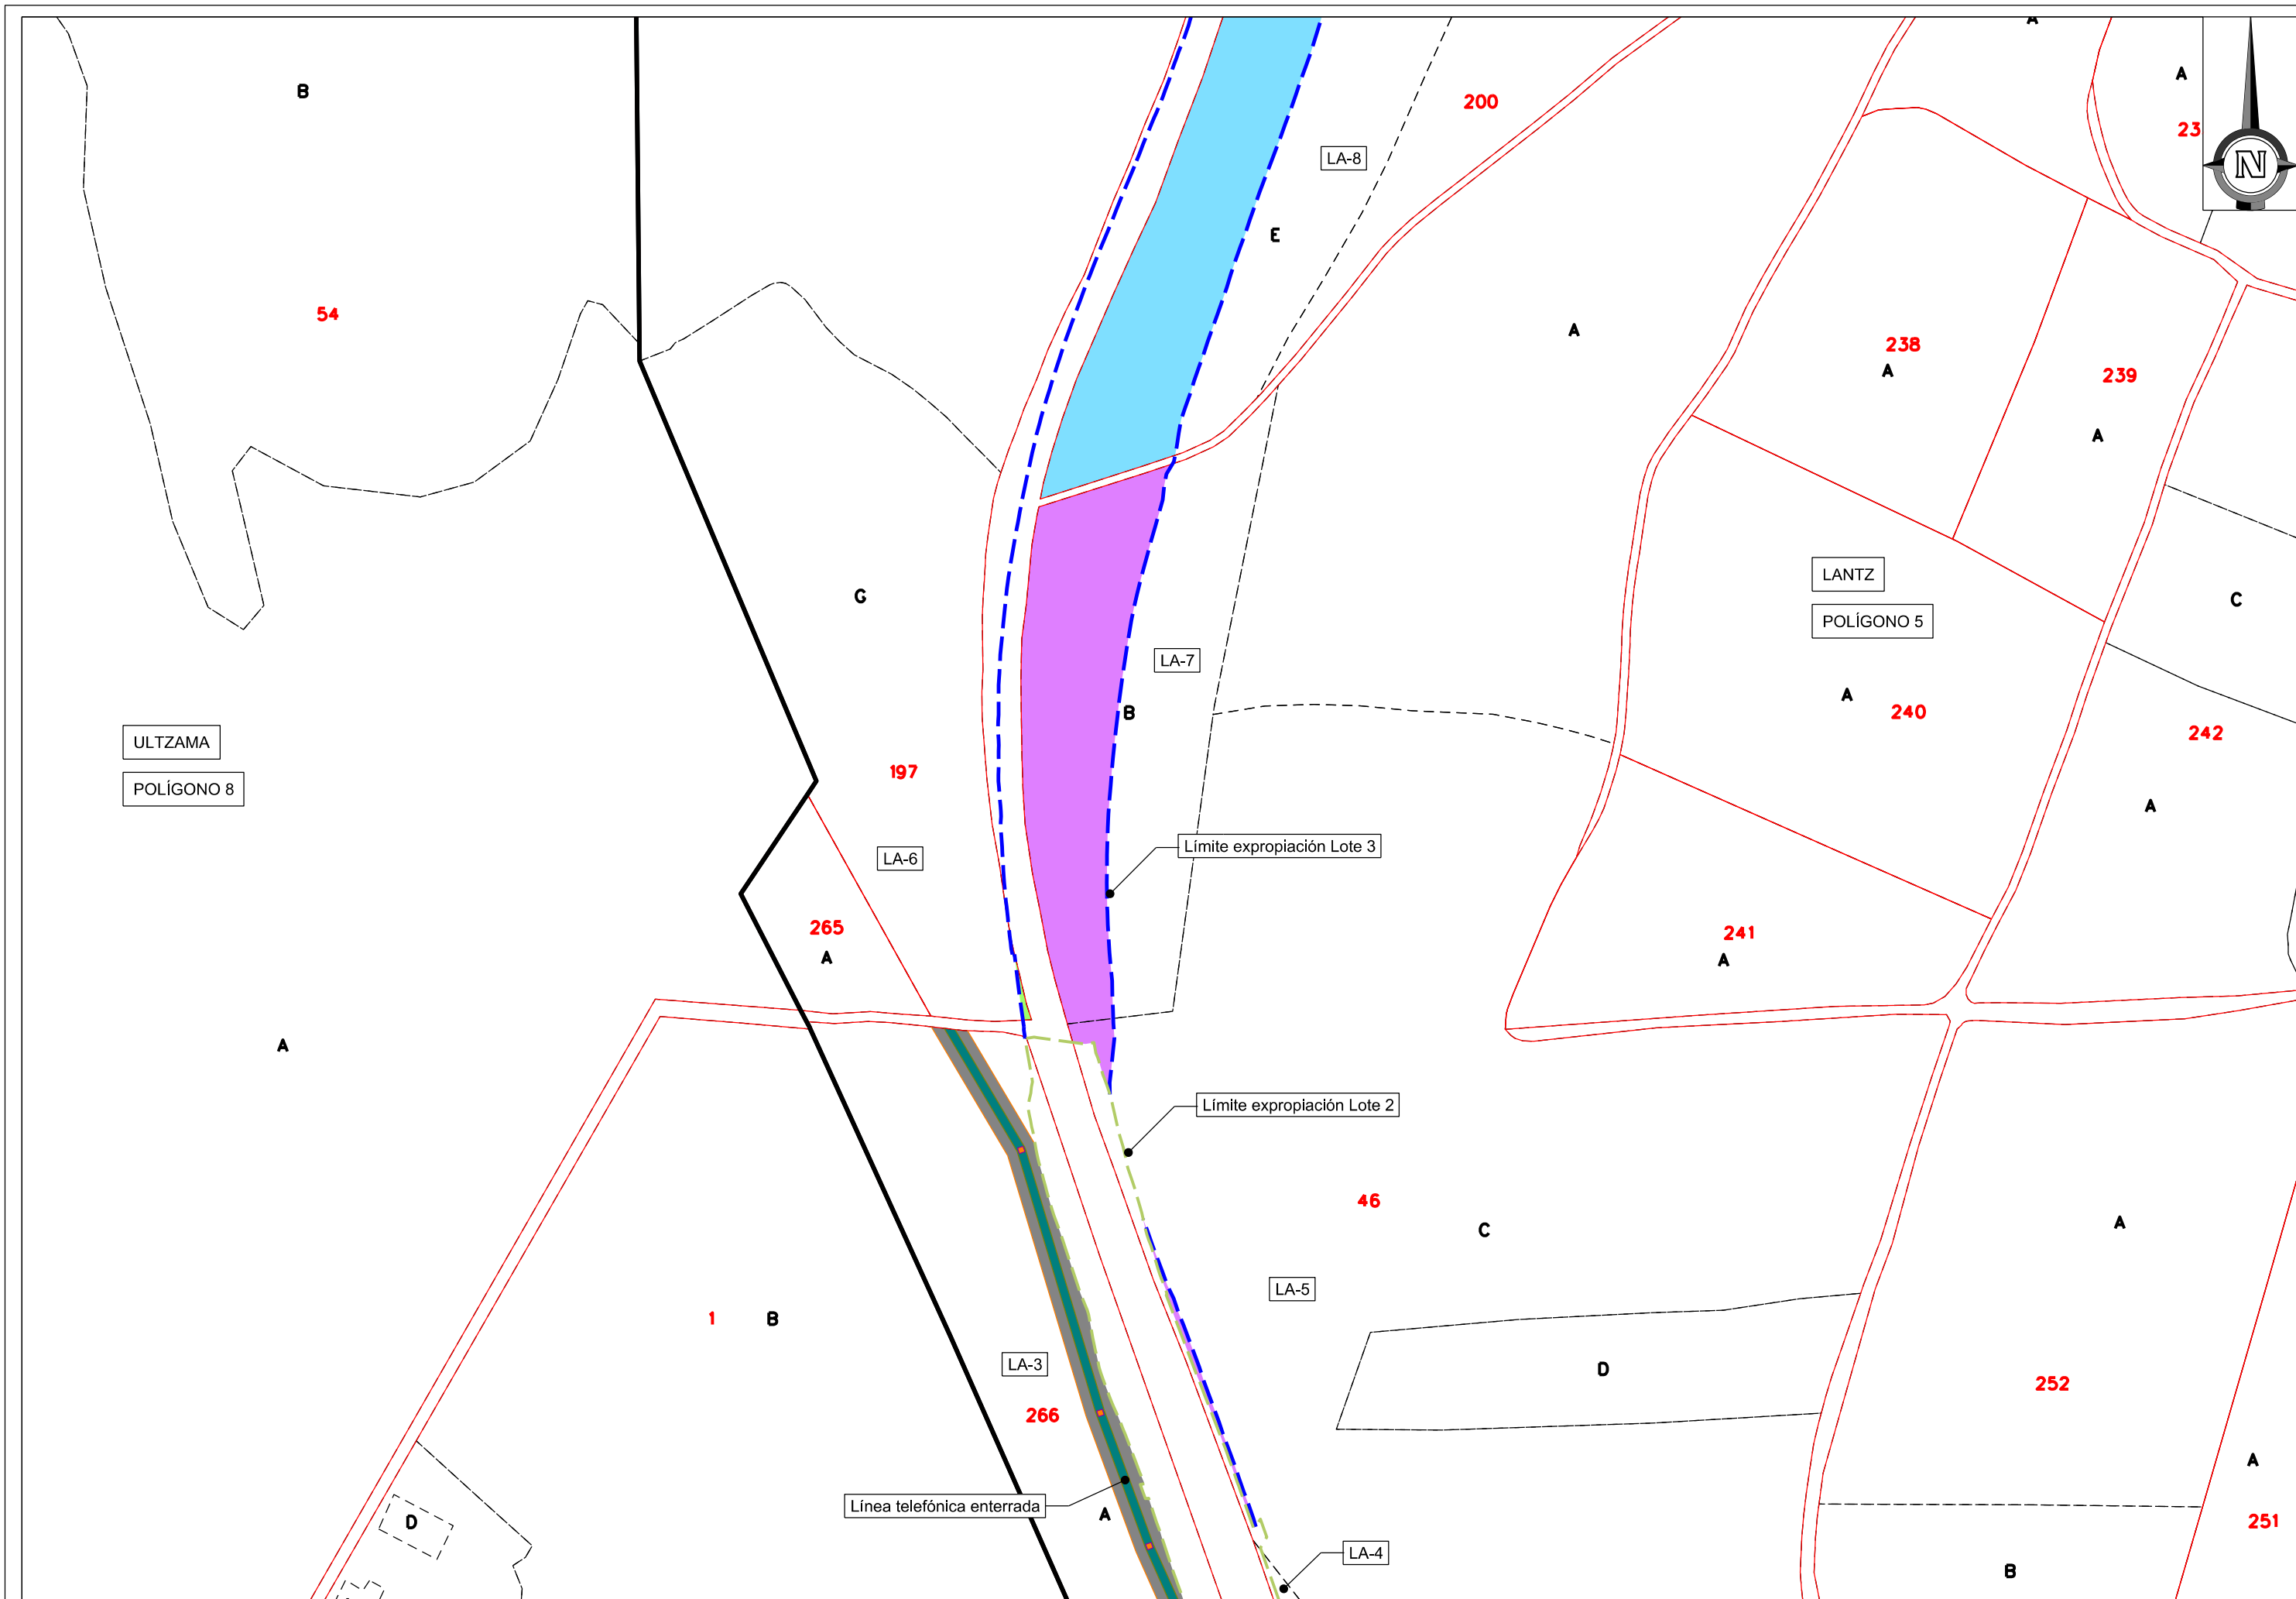 A
A
B
200
23
N
LA-8
E
54
A
238
A
239
A
LANTZ
C
G
POLÍGONO 5
LA-7
A
B
240
242
ULTZAMA
197
POLÍGONO 8
A
Límite expropiación Lote 3
LA-6
265
241
A
A
A
Límite expropiación Lote 2
46
A
C
LA-5
1
B
LA-3
D
252
266
A
Línea telefónica enterrada
A
D
251
LA-4
B